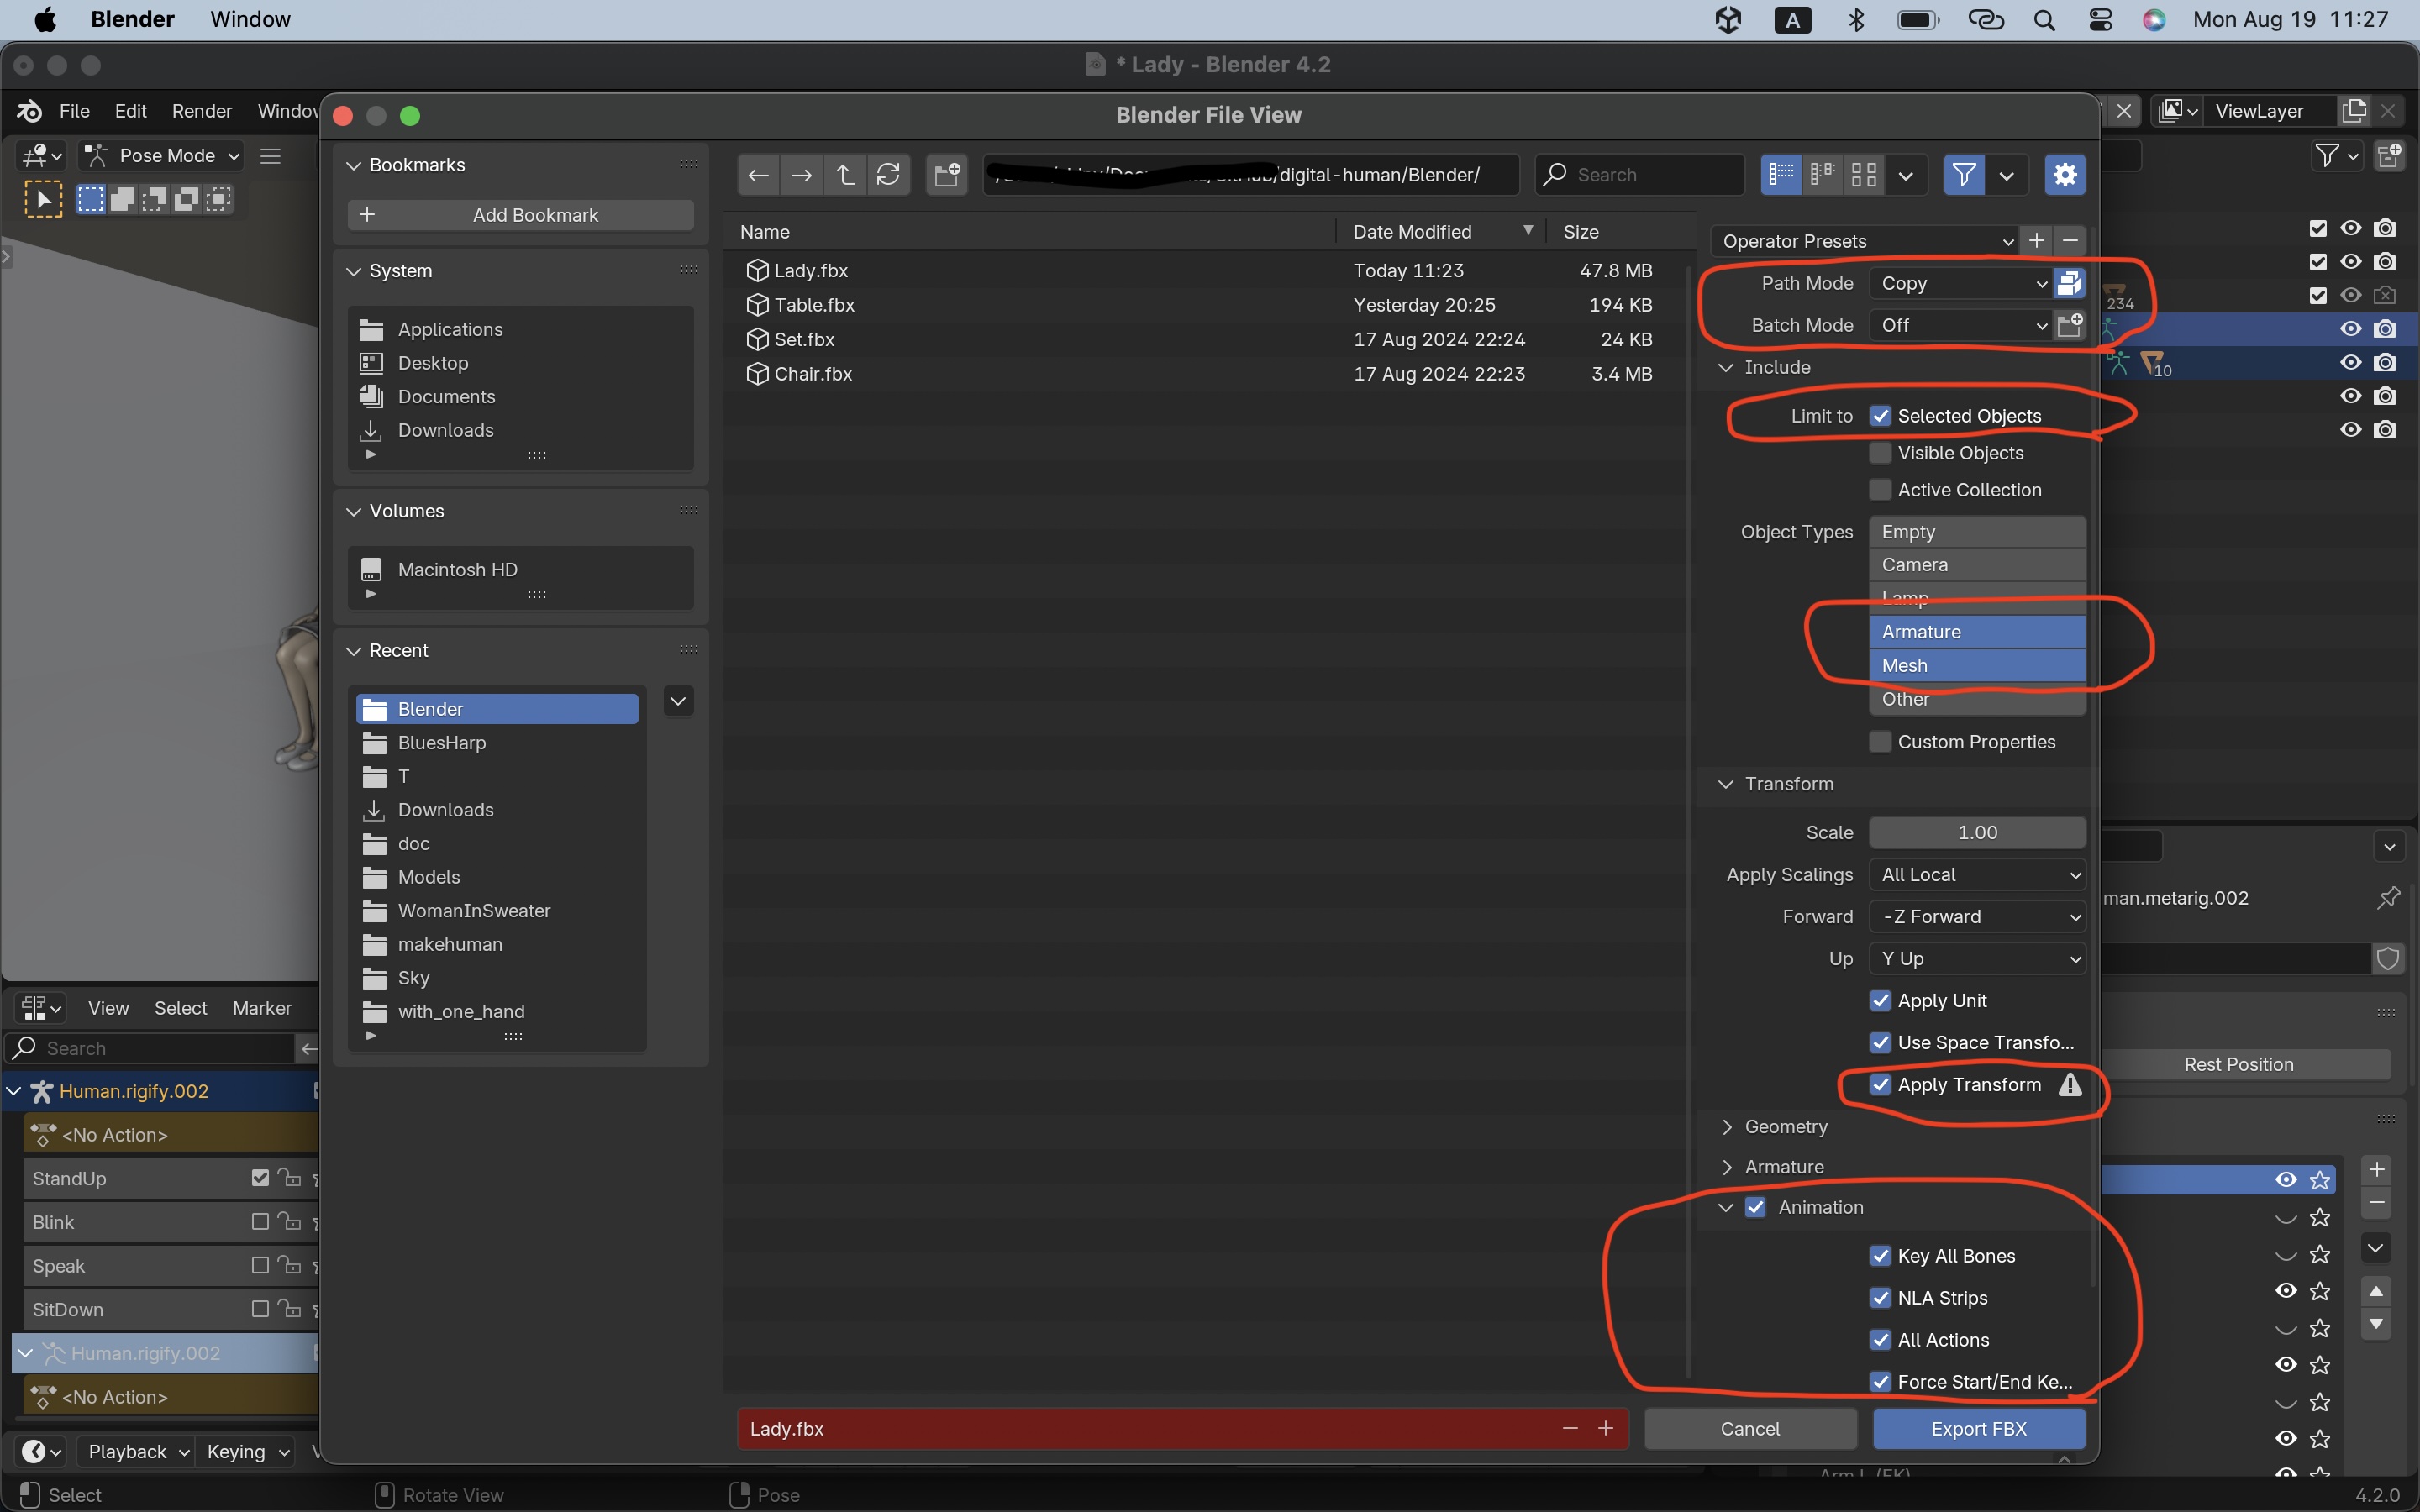 Blender Window A Mon Aug 19 11:27
* Lady - Blender 4.2
File Edit Render ViewLayer
Blender File View
Pose Mode
Bookmarks
Add Bookmark
System
Applications
Desktop
Documents
Downloads
Volumes
Macintosh HD
Recent
Blender
BluesHarp
T
Downloads
doc
Models
WomanInSweater
makehuman
Sky
with_one_hand
/digital-human/Blender/ Search
Name Date Modified Size
Lady.fbx Today 11:23 47.8 MB
Table.fbx Yesterday 20:25 194 KB
Set.fbx 17 Aug 2024 22:24 24 KB
Chair.fbx 17 Aug 2024 22:23 3.4 MB
Operator Presets
Path Mode Copy
Batch Mode Off
Include
Limit to Selected Objects
Visible Objects
Active Collection
Object Types Empty
Camera
Lamp
Armature
Mesh
Other
Custom Properties
Transform
Scale 1.00
Apply Scalings All Local
Forward -Z Forward
Up Y Up
Apply Unit
Use Space Transfo...
Apply Transform
Geometry
Armature
Animation
Key All Bones
NLA Strips
All Actions
Force Start/End Ke...
Lady.fbx Cancel Export FBX
234
10
man.metarig.002
Rest Position
View Select Marker
Search
Human.rigify.002
<No Action>
StandUp
Blink
Speak
SitDown
Human.rigify.002
<No Action>
Playback Keying
Select Rotate View Pose 4.2.0